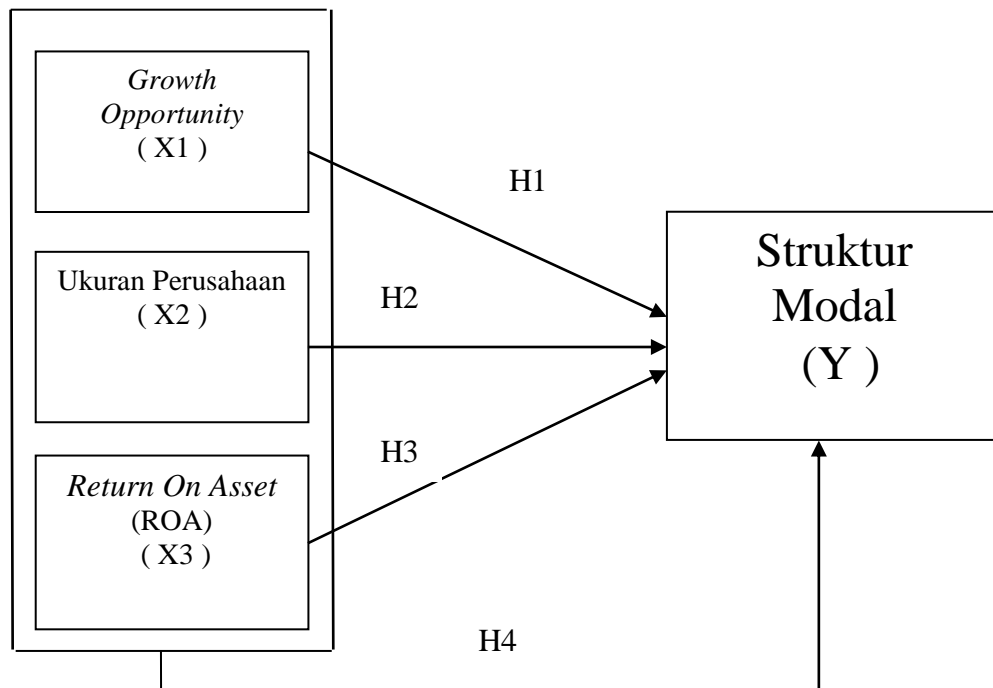 Growth
Opportunity
( X1 )
H1
Ukuran Perusahaan
( X2 )
H2
Struktur
Modal
(Y )
Return On Asset
(ROA)
( X3 )
H3
H4